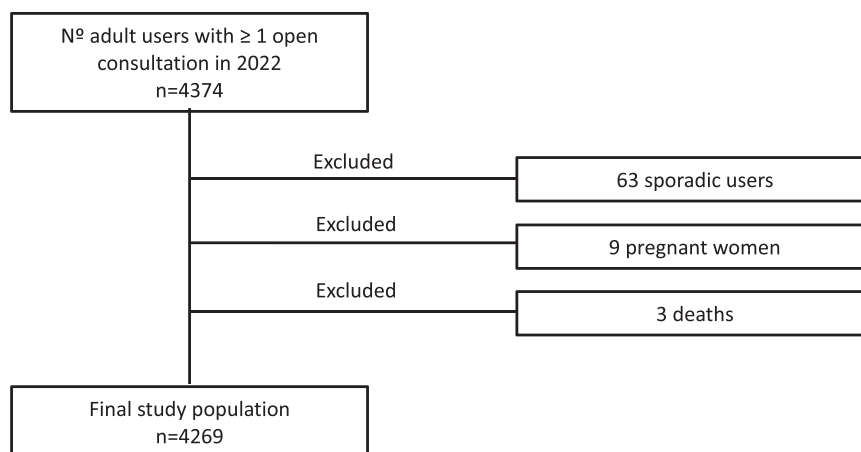 Nº adult users with ≥ 1 open
consultation in 2022
n=4374
Excluded
63 sporadic users
Excluded
9 pregnant women
Excluded
3 deaths
Final study population
n=4269